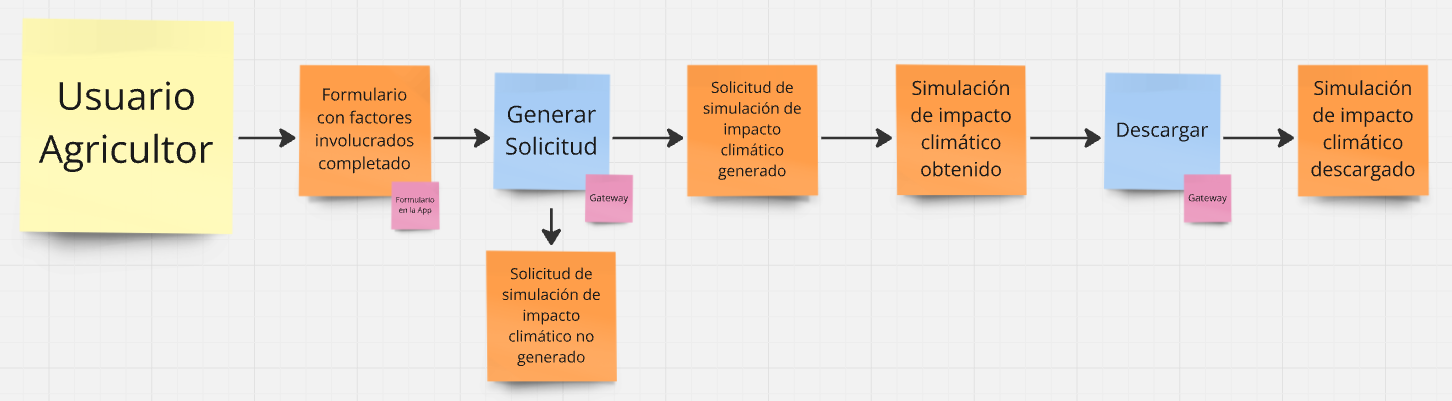 Usuario
Agricultor
Formulario
con factores
involucrados
completado
Formulario
en la App
Generar
Solicitud
Gateway
Solicitud de
simulación de
impacto
climático
generado
Simulación
de impacto
climático
obtenido
Descargar
Gateway
Simulación
de impacto
climático
descargado
Solicitud de
simulación de
impacto
climático no
generado